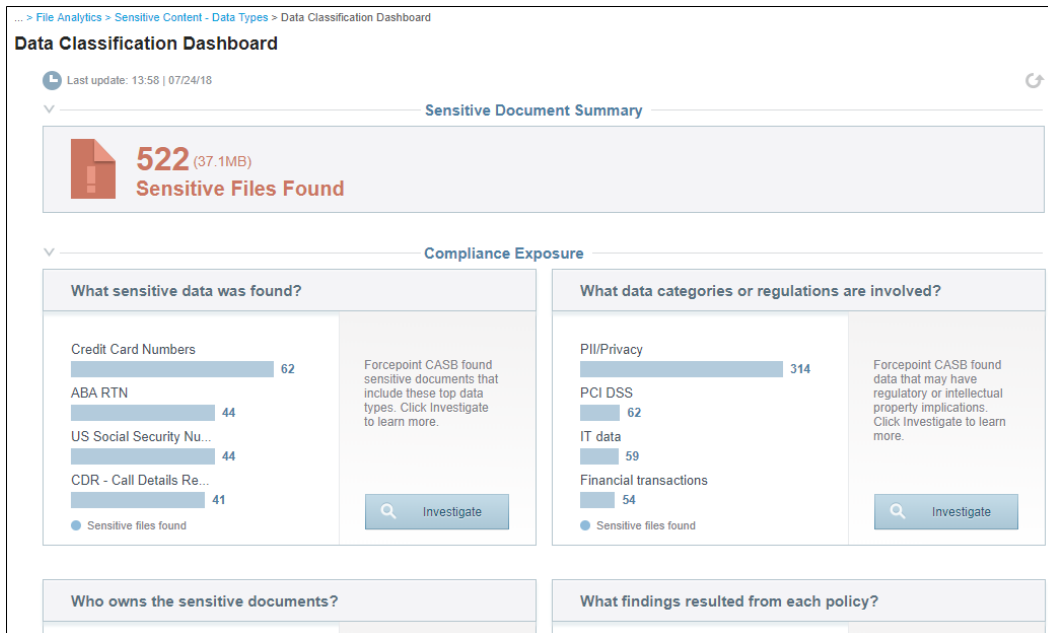 ... > File Analytics > Sensitive Content - Data Types > Data Classification Dashboard
Data Classification Dashboard
Last update: 13:58 | 07/24/18
Sensitive Document Summary
522 (37.1MB)
Sensitive Files Found
Compliance Exposure
What sensitive data was found?
Credit Card Numbers
62
ABA RTN
44
US Social Security Nu...
44
CDR - Call Details Re...
41
Sensitive files found
Forcepoint CASB found
sensitive documents that
include these top data
types. Click Investigate
to learn more.
Investigate
What data categories or regulations are involved?
PII/Privacy
314
PCI DSS
62
IT data
59
Financial transactions
54
Sensitive files found
Forcepoint CASB found
data that may have
regulatory or intellectual
property implications.
Click Investigate to learn
more.
Investigate
Who owns the sensitive documents?
What findings resulted from each policy?